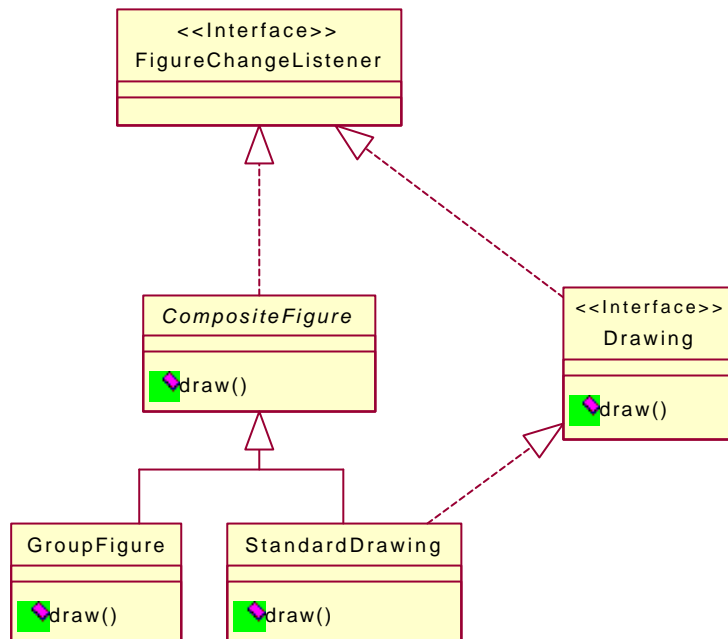 <<Interface>>
FigureChangeListener
CompositeFigure
draw()
<<Interface>>
Drawing
draw()
GroupFigure
draw()
StandardDrawing
draw()